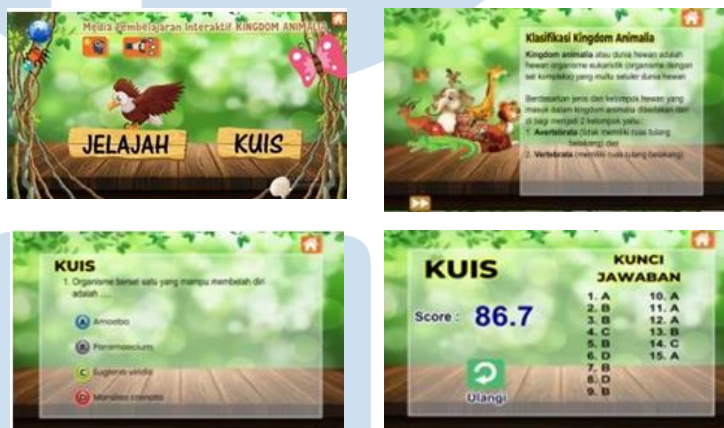 Media Pembelajaran Interaktif KINGDOM ANIMALIA
JELAJAH
KUIS
Klasifikasi Kingdom Animalia
Kingdom animalia atau dunia hewan adalah
hewan organisme eukariotik (organisme dengan
sel kompleks) yang multi seluler dunia hewan
Berdasarkan jenis dan kelompok hewan yang
masuk dalam kingdom animalia dibedakan dan
di bagi menjadi 2 kelompok yaitu :
1. Avertebrata (tidak memiliki ruas tulang
belakang) dan
2. Vertebrata (memiliki ruas tulang belakang)
KUIS
1. Organisme bersel satu yang mampu membelah diri
adalah .....
A Amoeba
B Paramaecium
C Euglena viridis
D Marsilea crenata
KUIS
Score : 86.7
Ulangi
KUNCI
JAWABAN
1. A
2. B
3. B
4. C
5. B
6. D
7. B
8. D
9. B
10. A
11. A
12. A
13. B
14. C
15. A